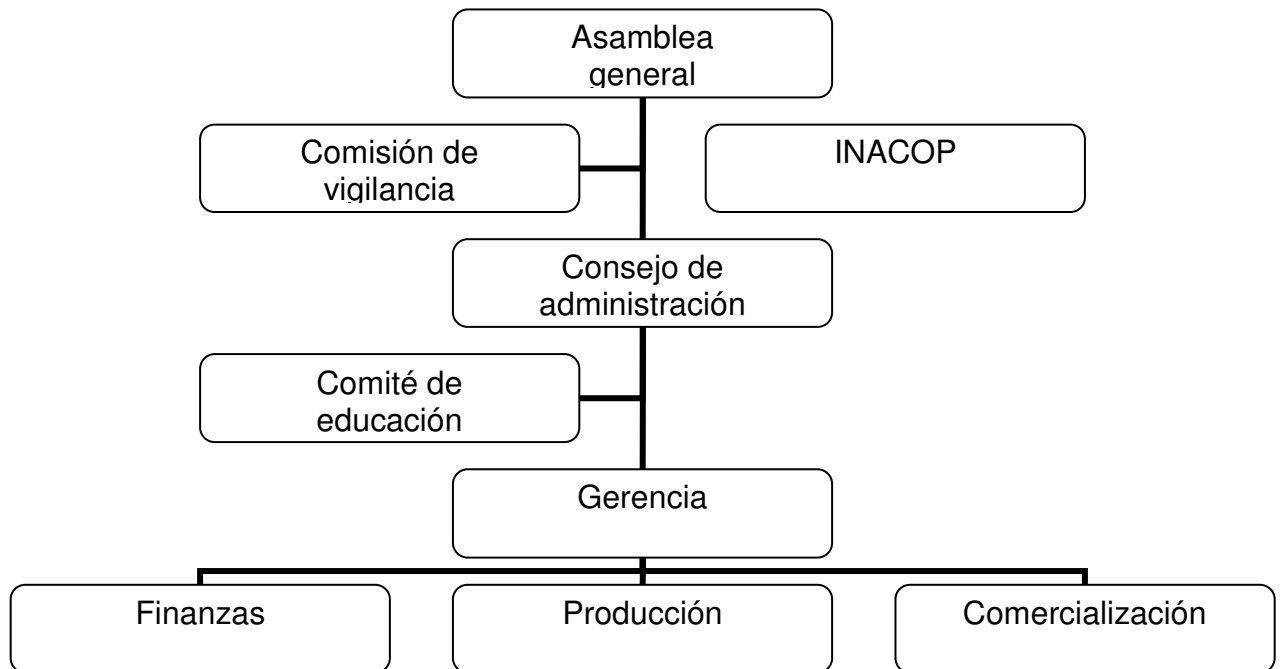 Asamblea
general
Comisión de
vigilancia
INACOP
Consejo de
administración
Comité de
educación
Gerencia
Finanzas
Producción
Comercialización